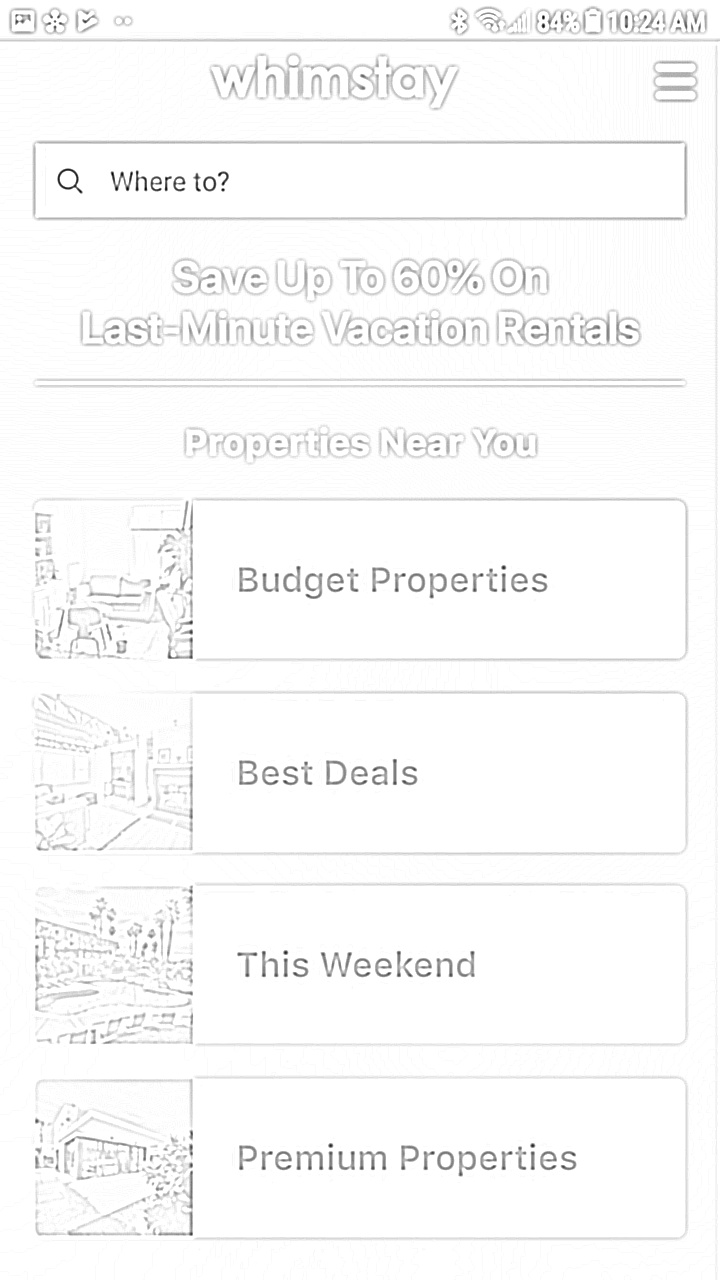 84% 10:24 AM
whimstay
Where to?
Save Up To 60% On
Last-Minute Vacation Rentals
Properties Near You
Budget Properties
Best Deals
This Weekend
Premium Properties